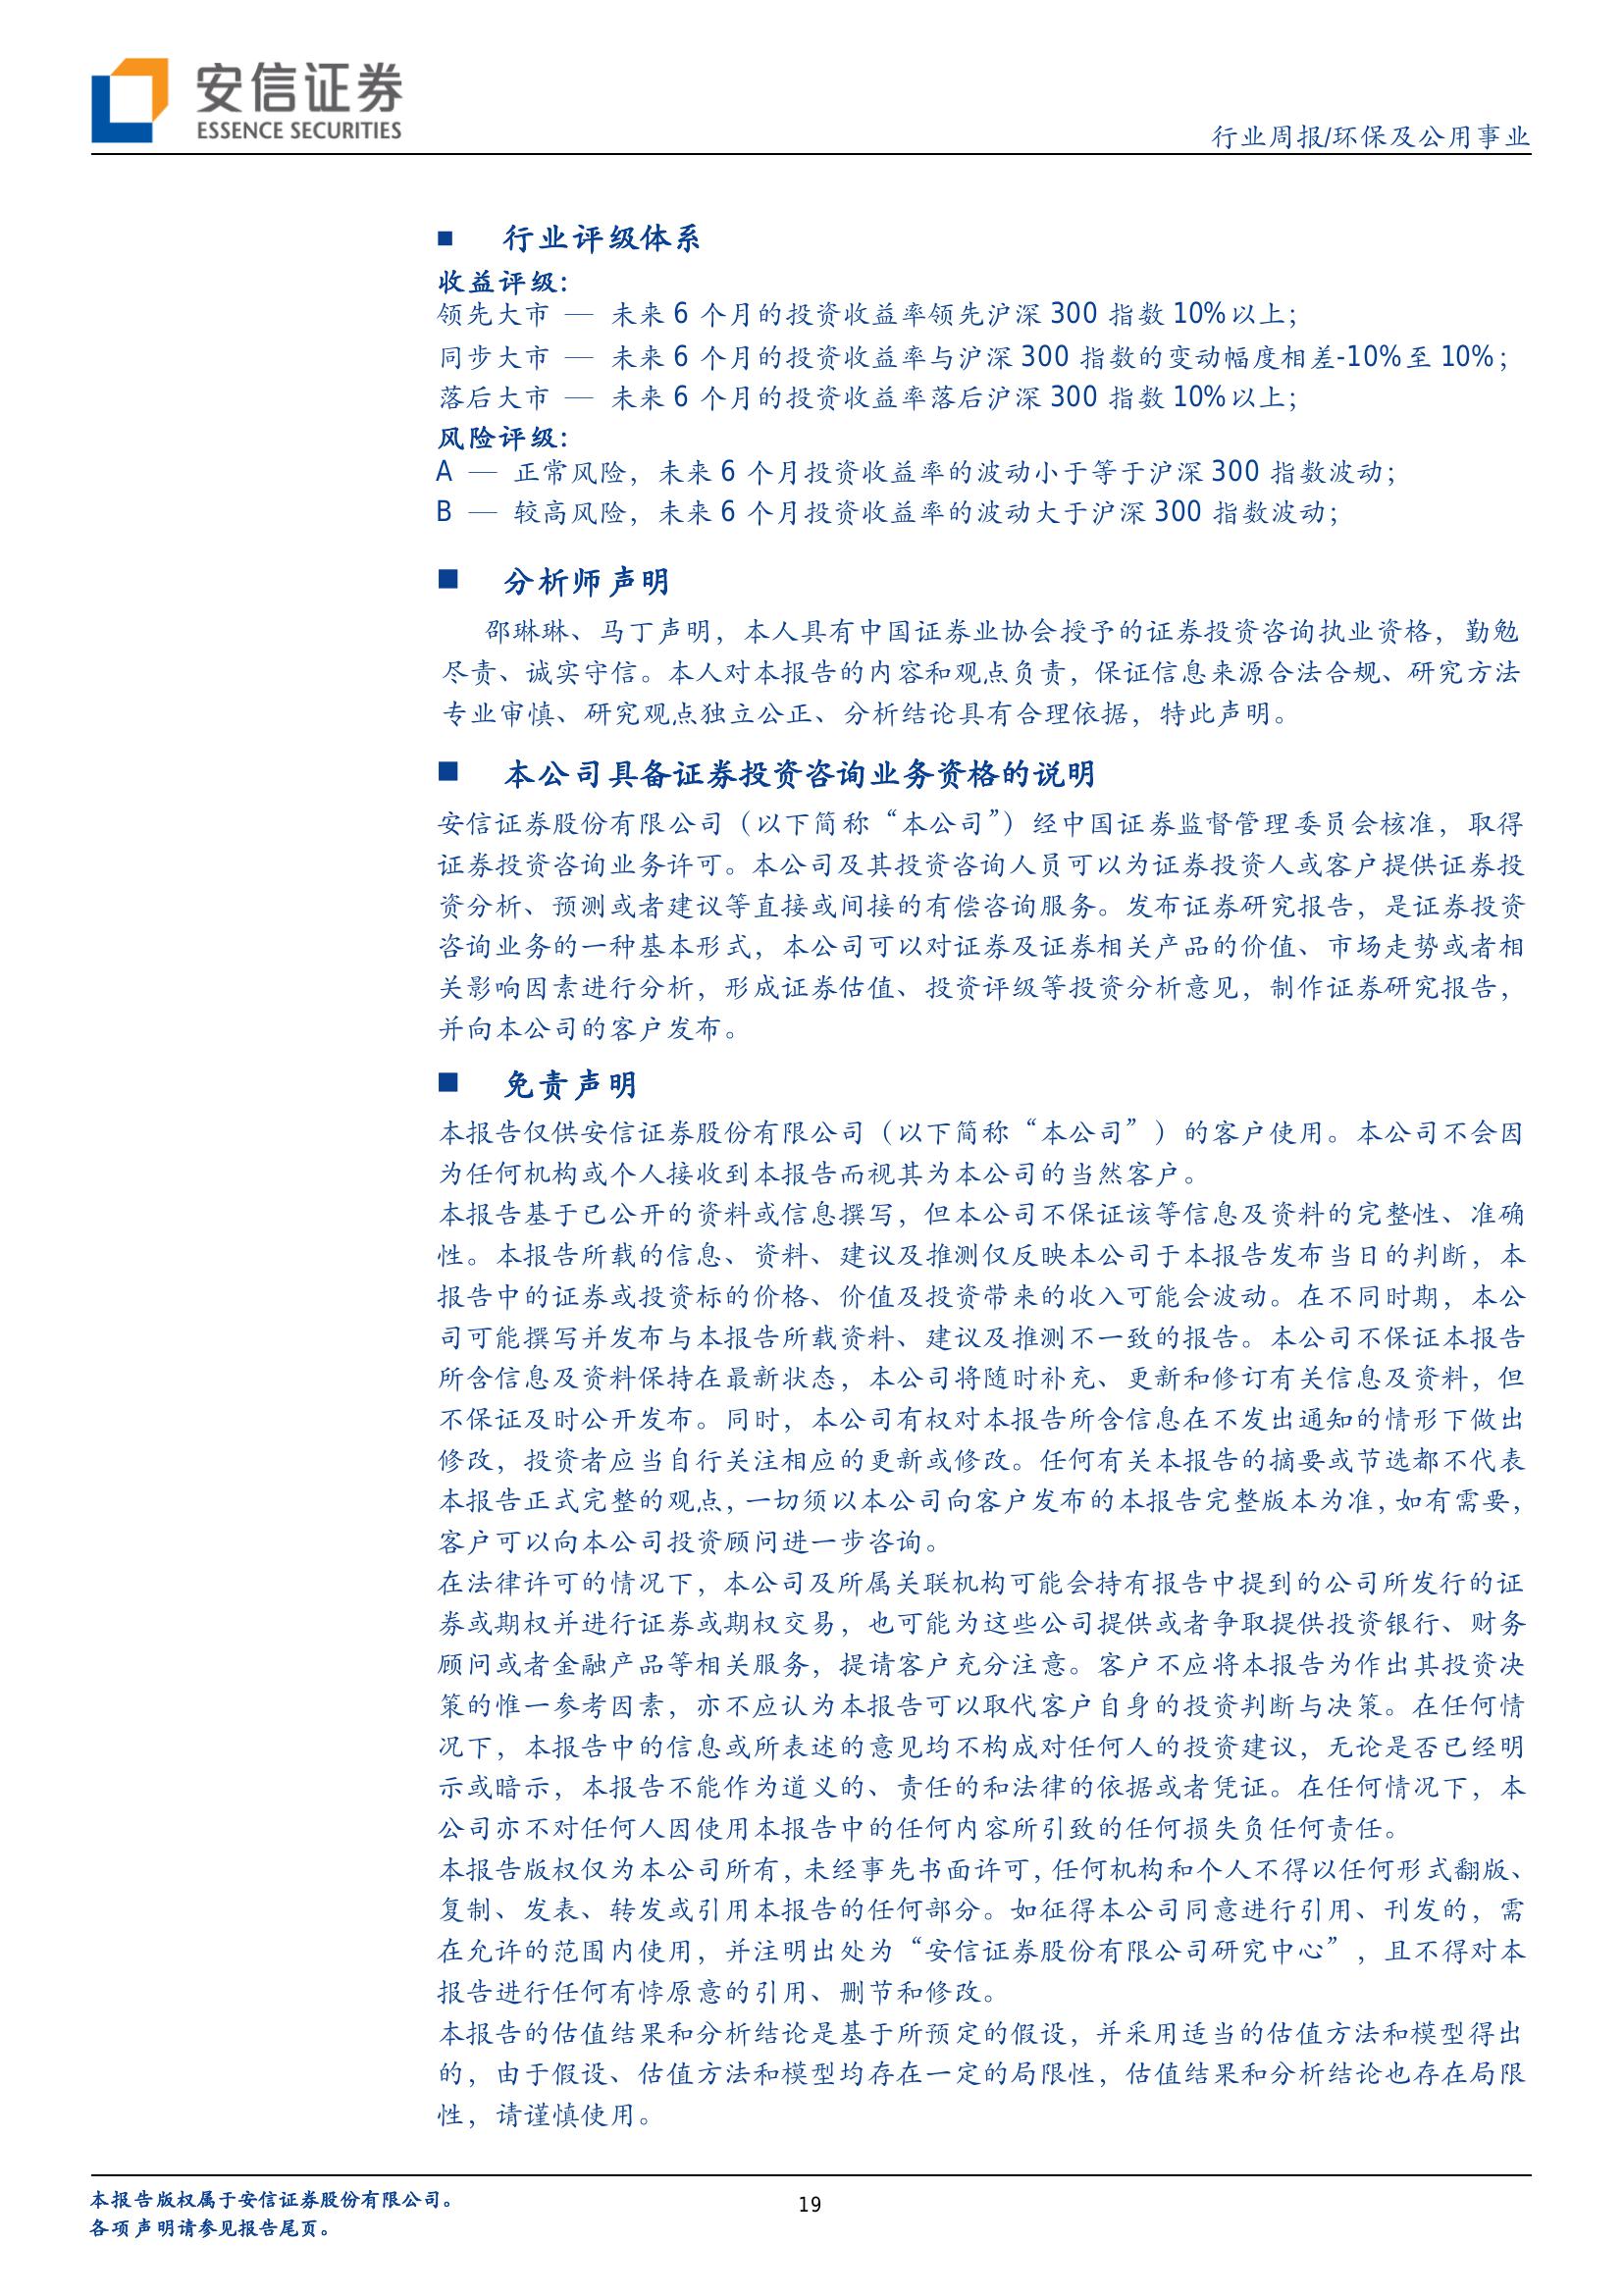 安信证券
ESSENCE SECURITIES
行业周报/环保及公用事业
■ 行业评级体系
收益评级:
领先大市 — 未来 6 个月的投资收益率领先沪深 300 指数 10%以上;
同步大市 — 未来 6 个月的投资收益率与沪深 300 指数的变动幅度相差-10%至 10%;
落后大市 — 未来 6 个月的投资收益率落后沪深 300 指数 10%以上;
风险评级:
A — 正常风险，未来 6 个月投资收益率的波动小于等于沪深 300 指数波动;
B — 较高风险，未来 6 个月投资收益率的波动大于沪深 300 指数波动;
■ 分析师声明
邵琳琳、马丁声明，本人具有中国证券业协会授予的证券投资咨询执业资格，勤勉
尽责、诚实守信。本人对本报告的内容和观点负责，保证信息来源合法合规、研究方法
专业审慎、研究观点独立公正、分析结论具有合理依据，特此声明。
■ 本公司具备证券投资咨询业务资格的说明
安信证券股份有限公司（以下简称“本公司”）经中国证券监督管理委员会核准，取得
证券投资咨询业务许可。本公司及其投资咨询人员可以为证券投资人或客户提供证券投
资分析、预测或者建议等直接或间接的有偿咨询服务。发布证券研究报告，是证券投资
咨询业务的一种基本形式，本公司可以对证券及证券相关产品的价值、市场走势或者相
关影响因素进行分析，形成证券估值、投资评级等投资分析意见，制作证券研究报告，
并向本公司的客户发布。
■ 免责声明
本报告仅供安信证券股份有限公司（以下简称“本公司”）的客户使用。本公司不会因
为任何机构或个人接收到本报告而视其为本公司的当然客户。
本报告基于已公开的资料或信息撰写，但本公司不保证该等信息及资料的完整性、准确
性。本报告所载的信息、资料、建议及推测仅反映本公司于本报告发布当日的判断，本
报告中的证券或投资标的价格、价值及投资带来的收入可能会波动。在不同时期，本公
司可能撰写并发布与本报告所载资料、建议及推测不一致的报告。本公司不保证本报告
所含信息及资料保持在最新状态，本公司将随时补充、更新和修订有关信息及资料，但
不保证及时公开发布。同时，本公司有权对本报告所含信息在不发出通知的情形下做出
修改，投资者应当自行关注相应的更新或修改。任何有关本报告的摘要或节选都不代表
本报告正式完整的观点，一切须以本公司向客户发布的本报告完整版本为准，如有需要，
客户可以向本公司投资顾问进一步咨询。
在法律许可的情况下，本公司及所属关联机构可能会持有报告中提到的公司所发行的证
券或期权并进行证券或期权交易，也可能为这些公司提供或者争取提供投资银行、财务
顾问或者金融产品等相关服务，提请客户充分注意。客户不应将本报告为作出其投资决
策的惟一参考因素，亦不应认为本报告可以取代客户自身的投资判断与决策。在任何情
况下，本报告中的信息或所表述的意见均不构成对任何人的投资建议，无论是否已经明
示或暗示，本报告不能作为道义的、责任的和法律的依据或者凭证。在任何情况下，本
公司亦不对任何人因使用本报告中的任何内容所引致的任何损失负任何责任。
本报告版权仅为本公司所有，未经事先书面许可，任何机构和个人不得以任何形式翻版、
复制、发表、转发或引用本报告的任何部分。如征得本公司同意进行引用、刊发的，需
在允许的范围内使用，并注明出处为“安信证券股份有限公司研究中心”，且不得对本
报告进行任何有悖原意的引用、删节和修改。
本报告的估值结果和分析结论是基于所预定的假设，并采用适当的估值方法和模型得出
的，由于假设、估值方法和模型均存在一定的局限性，估值结果和分析结论也存在局限
性，请谨慎使用。
本报告版权属于安信证券股份有限公司。
各项声明请参见报告尾页。
19